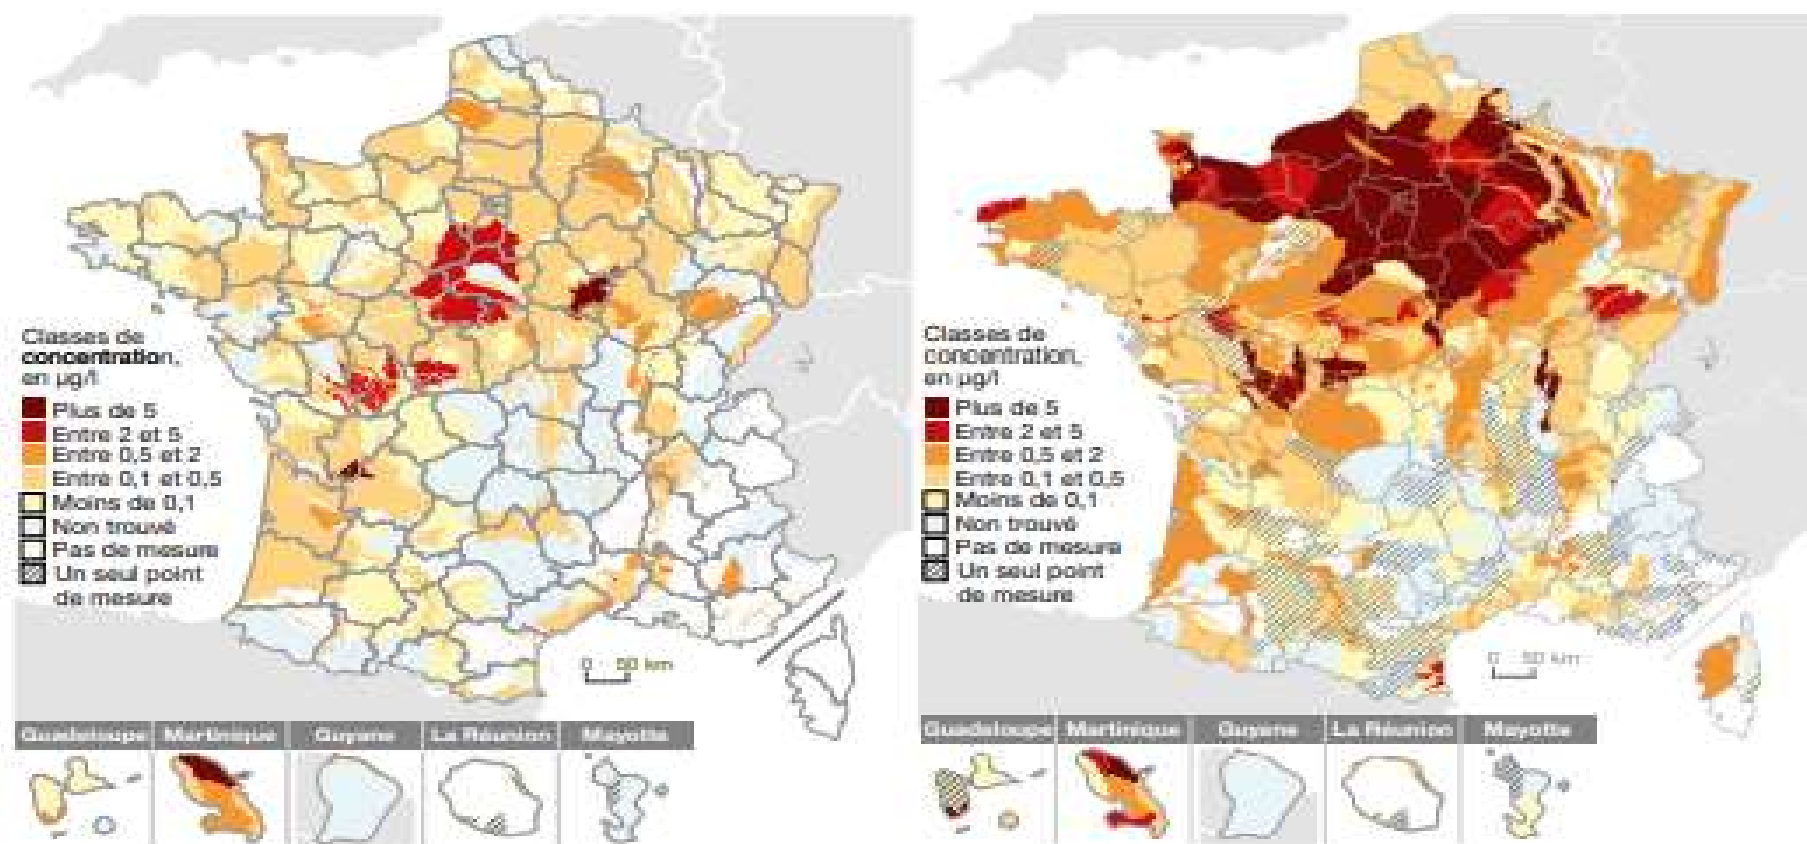 Classes de
concentration,
en µg/l
Plus de 5
Entre 2 et 5
Entre 0,5 et 2
Entre 0,1 et 0,5
Moins de 0,1
Non trouvé
Pas de mesure
Un seul point
de mesure
0 50 km
Guadeloupe Martinique Guyane La Réunion Mayotte
Classes de
concentration,
en µg/l
Plus de 5
Entre 2 et 5
Entre 0,5 et 2
Entre 0,1 et 0,5
Moins de 0,1
Non trouvé
Pas de mesure
Un seul point
de mesure
0 50 km
Guadeloupe Martinique Guyane La Réunion Mayotte